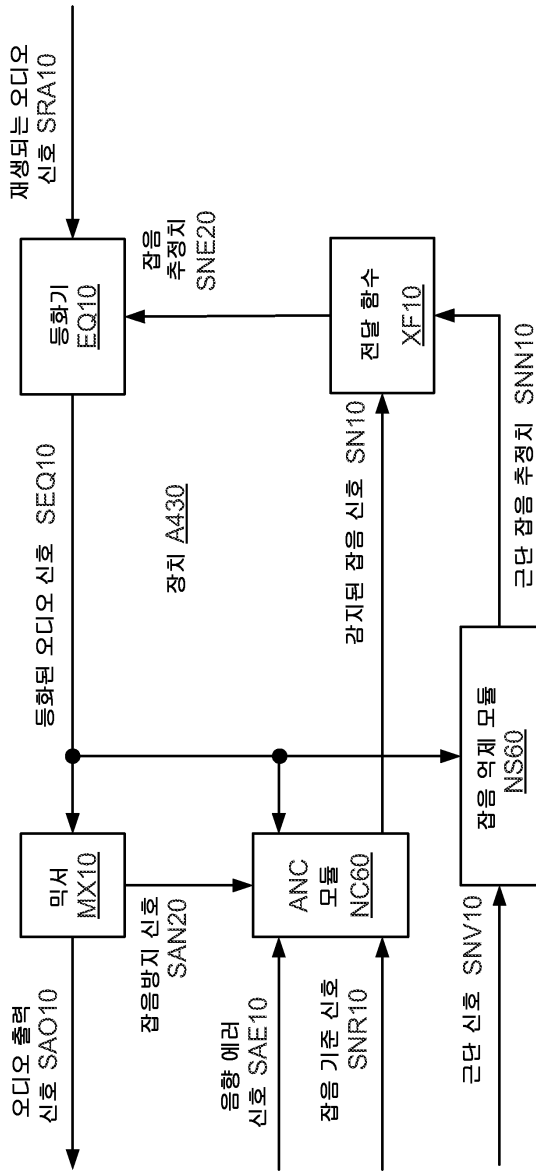 재생되는 오디오
신호 SRA10
등화기
EQ10
잡음
추정치
SNE20
전달 함수
XF10
등화된 오디오 신호 SEQ10
장치 A430
감지된 잡음 신호 SN10
근단 잡음 추정치 SNN10
믹서
MX10
오디오 출력
신호 SAO10
잡음방지 신호
SAN20
ANC
모듈
NC60
음향 에러
신호 SAE10
잡음 기준 신호
SNR10
잡음 억제 모듈
NS60
근단 신호 SNV10